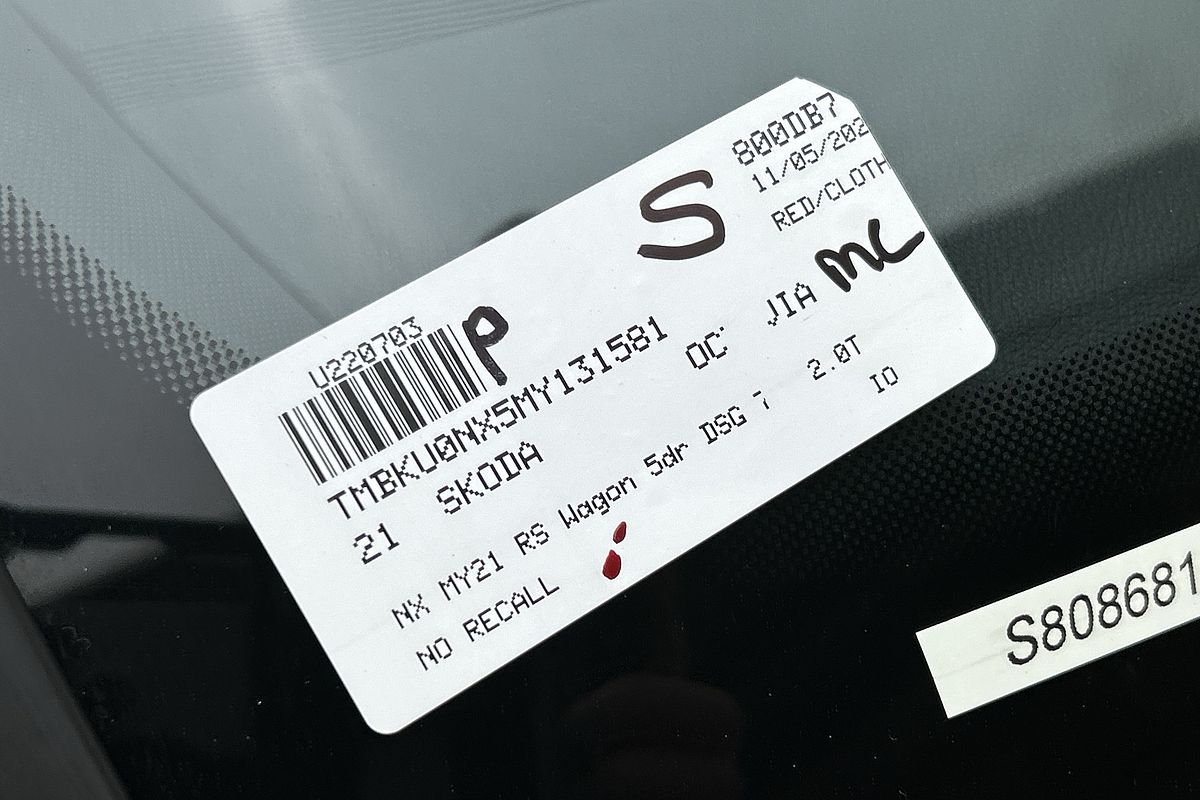 800DB7
11/05/202
RED/CLOTH
S
MC
U220703
P
TMBKU0NX5MY131581
21 SKODA OC JIA
NX MY21 RS Wagon 5dr DSG 7 2.0T
NO RECALL IO
S808681